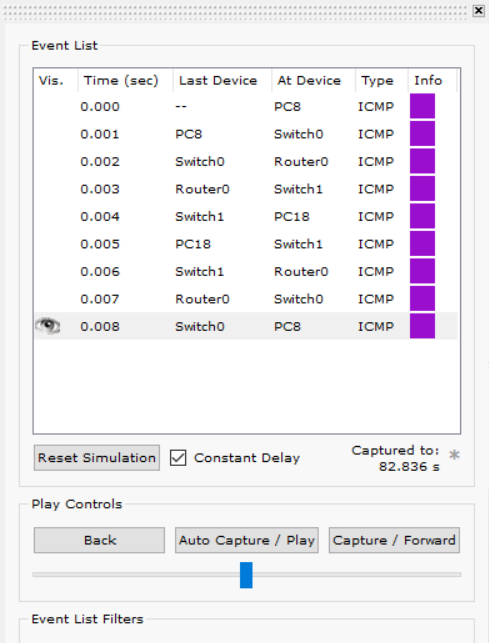 Event List
Vis. Time (sec) Last Device At Device Type Info
0.000 -- PC8 ICMP
0.001 PC8 Switch0 ICMP
0.002 Switch0 Router0 ICMP
0.003 Router0 Switch1 ICMP
0.004 Switch1 PC18 ICMP
0.005 PC18 Switch1 ICMP
0.006 Switch1 Router0 ICMP
0.007 Router0 Switch0 ICMP
0.008 Switch0 PC8 ICMP
Reset Simulation Constant Delay Captured to: *
82.836 s
Play Controls
Back Auto Capture / Play Capture / Forward
Event List Filters